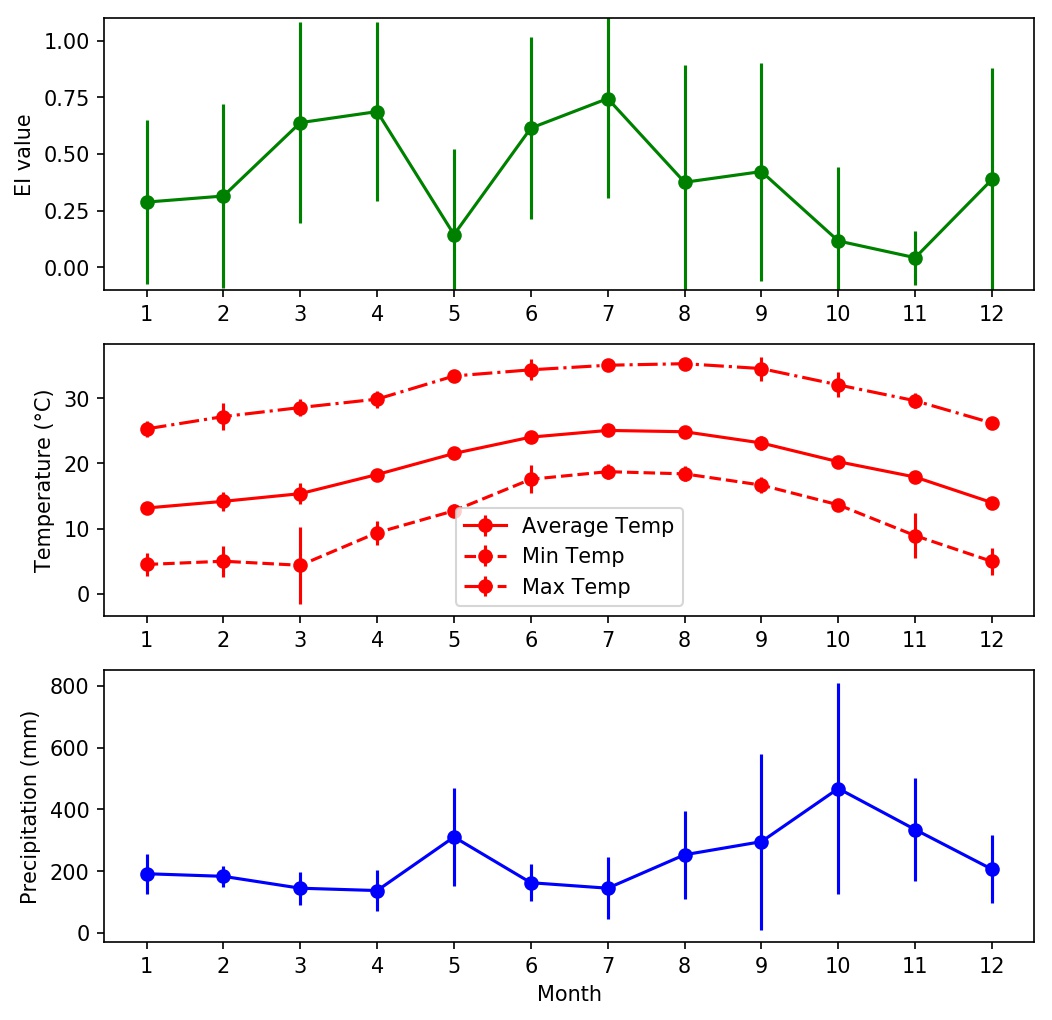 EI value
1.00
0.75
0.50
0.25
0.00
1 2 3 4 5 6 7 8 9 10 11 12
Temperature (°C)
30
20
10
0
Average Temp
Min Temp
Max Temp
1 2 3 4 5 6 7 8 9 10 11 12
Precipitation (mm)
800
600
400
200
0
1 2 3 4 5 6 7 8 9 10 11 12
Month